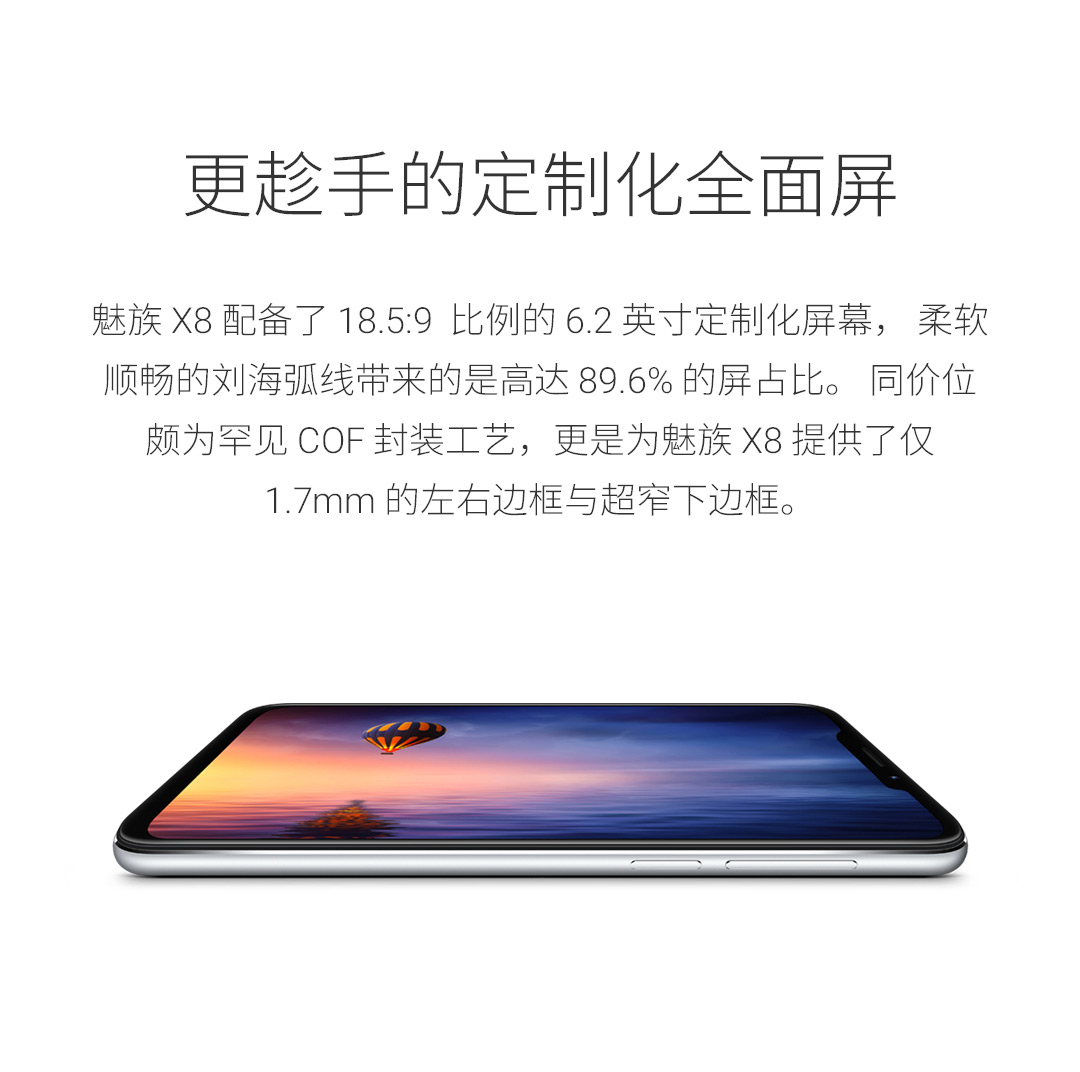 更趁手的定制化全面屏
魅族 X8 配备了 18.5:9 比例的 6.2 英寸定制化屏幕， 柔软
顺畅的刘海弧线带来的是高达 89.6% 的屏占比。 同价位
颇为罕见 COF 封装工艺，更是为魅族 X8 提供了仅
1.7mm 的左右边框与超窄下边框。